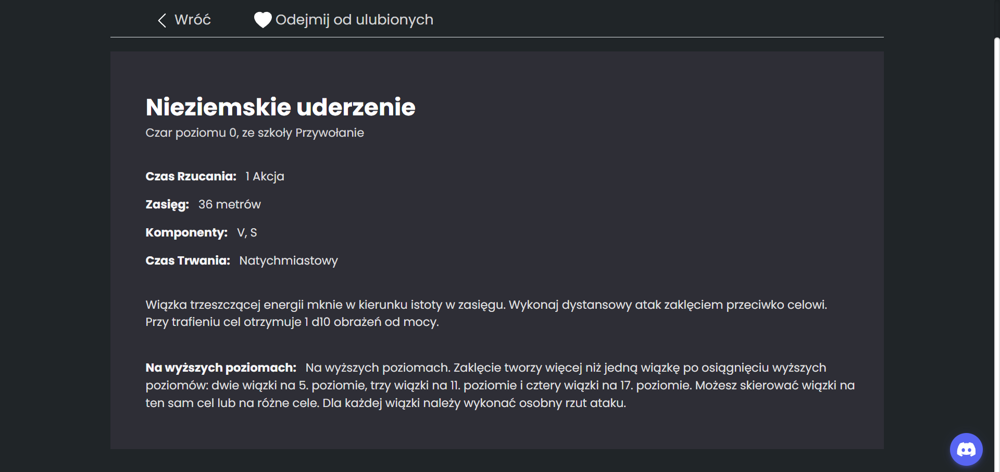 Wróć
Odejmij od ulubionych
Nieziemskie uderzenie
Czar poziomu 0, ze szkoły Przywołanie
Czas Rzucania: 1 Akcja
Zasięg: 36 metrów
Komponenty: V, S
Czas Trwania: Natychmiastowy
Wiązka trzeszczącej energii mknie w kierunku istoty w zasięgu. Wykonaj dystansowy atak zaklęciem przeciwko celowi.
Przy trafieniu cel otrzymuje 1 d10 obrażeń od mocy.
Na wyższych poziomach: Na wyższych poziomach. Zaklęcie tworzy więcej niż jedną wiązkę po osiągnięciu wyższych
poziomów: dwie wiązki na 5. poziomie, trzy wiązki na 11. poziomie i cztery wiązki na 17. poziomie. Możesz skierować wiązki na
ten sam cel lub na różne cele. Dla każdej wiązki należy wykonać osobny rzut ataku.